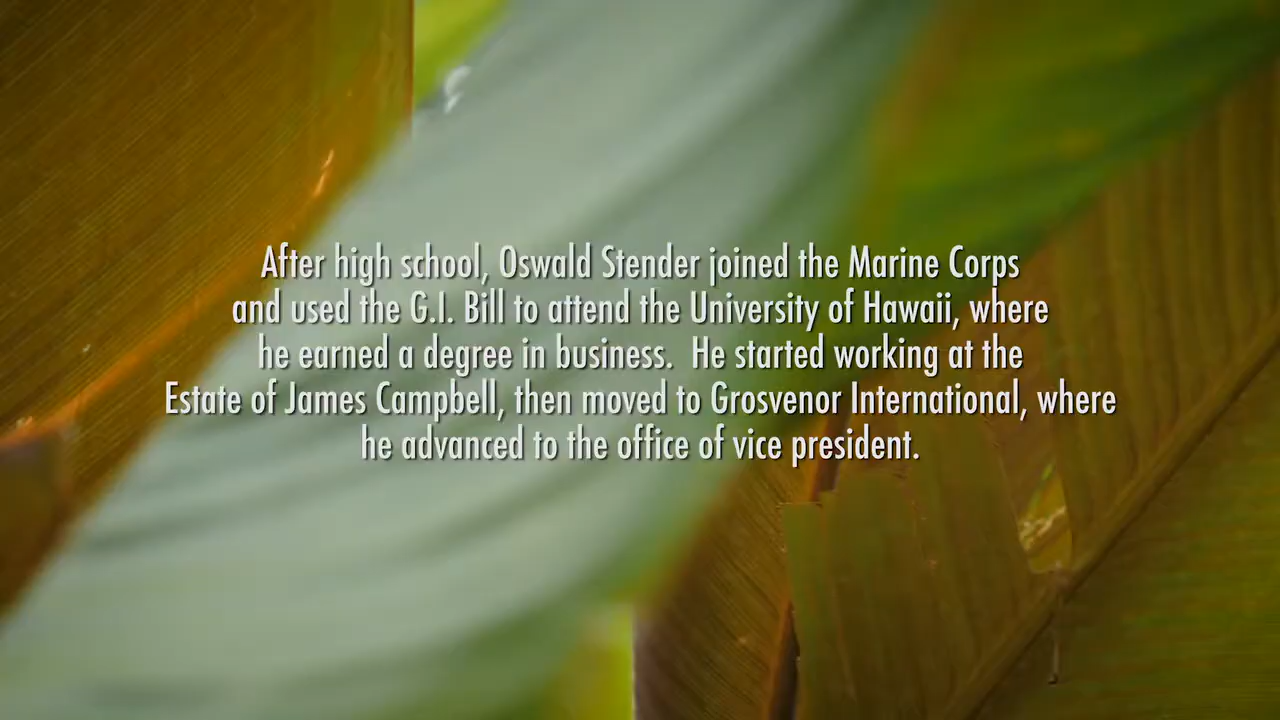 After high school, Oswald Stender joined the Marine Corps
and used the G.I. Bill to attend the University of Hawaii, where
he earned a degree in business.  He started working at the
Estate of James Campbell, then moved to Grosvenor International, where
he advanced to the office of vice president.